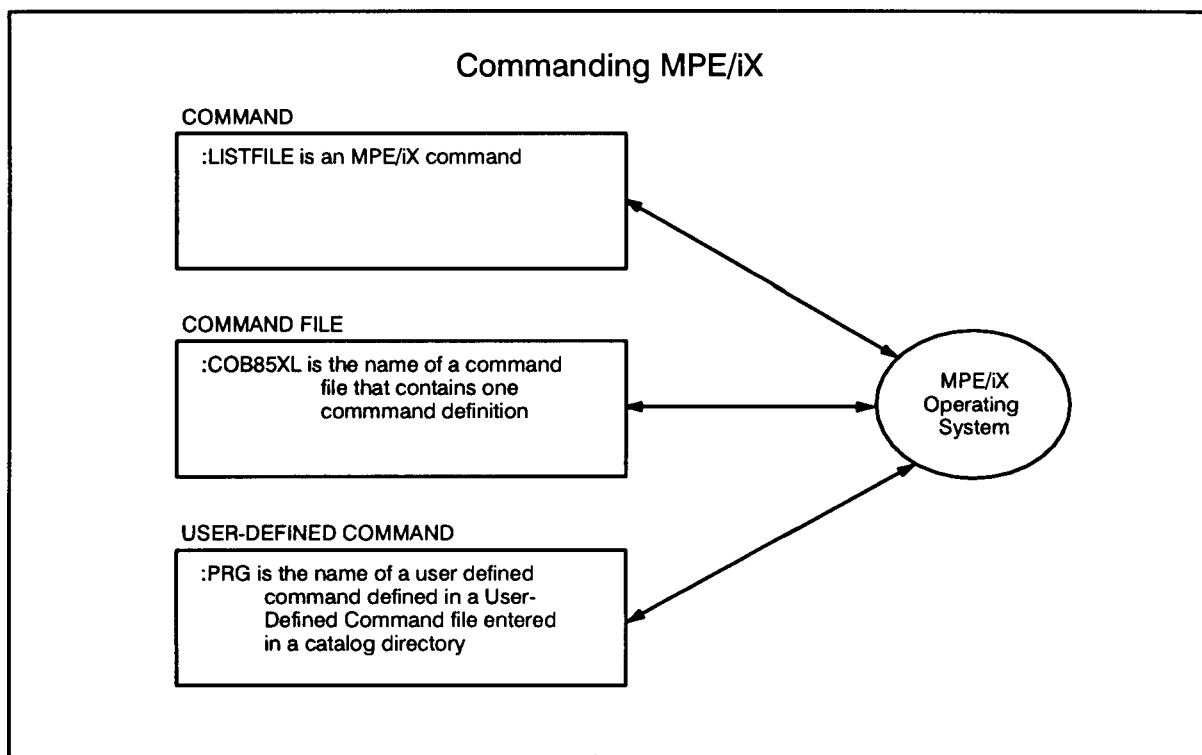 Commanding MPE/iX
COMMAND
:LISTFILE is an MPE/iX command
COMMAND FILE
:COB85XL is the name of a command
file that contains one
commmand definition
USER-DEFINED COMMAND
:PRG is the name of a user defined
command defined in a User-
Defined Command file entered
in a catalog directory
MPE/iX
Operating
System